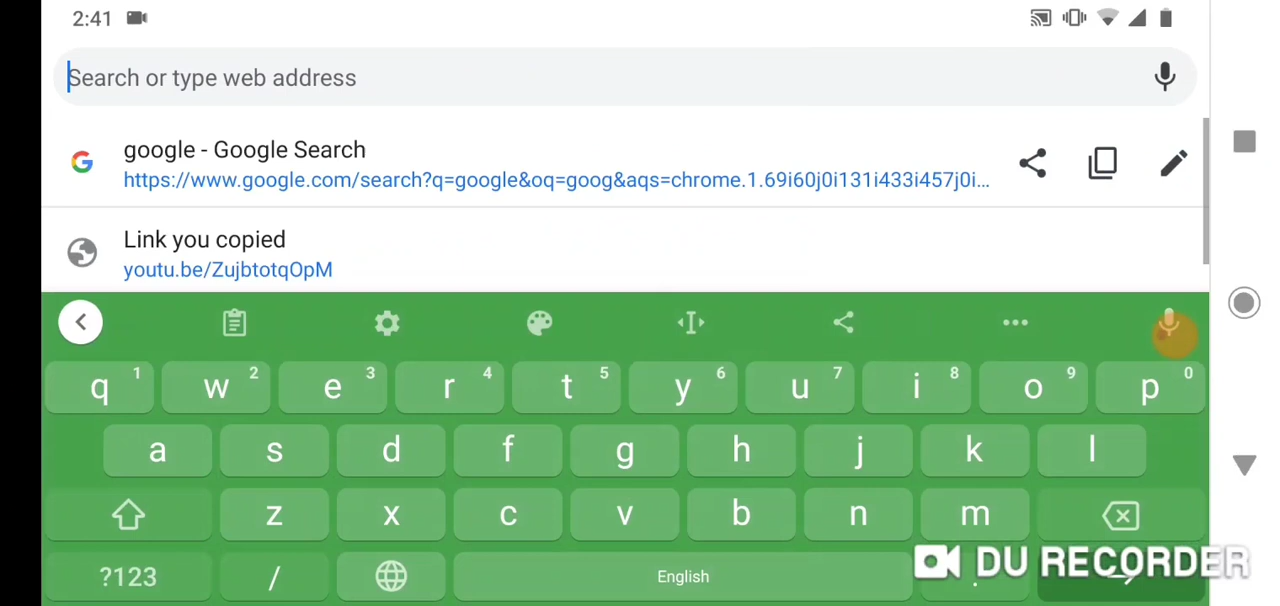 2:41
Search or type web address
google - Google Search
https://www.google.com/search?q=google&oq=goog&aqs=chrome.1.69i60j0i131i433i457j0i...
Link you copied
youtu.be/ZujbtotqOpM
q 1 w 2 e 3 r 4 t 5 y 6 u 7 i 8 o 9 p 0
a s d f g h j k l
z x c v b n m
?123 / English .
DU RECORDER